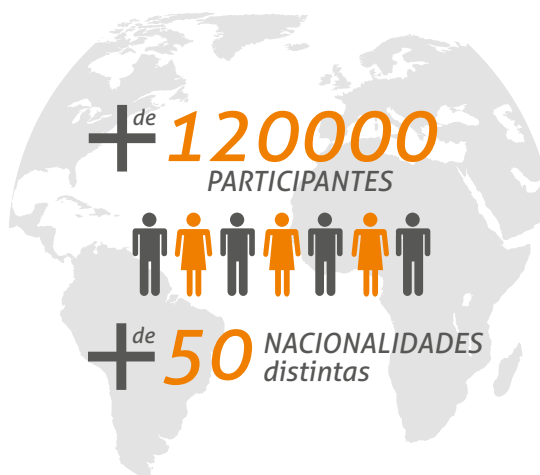 + de 120000
PARTICIPANTES
+ de 50 NACIONALIDADES
distintas